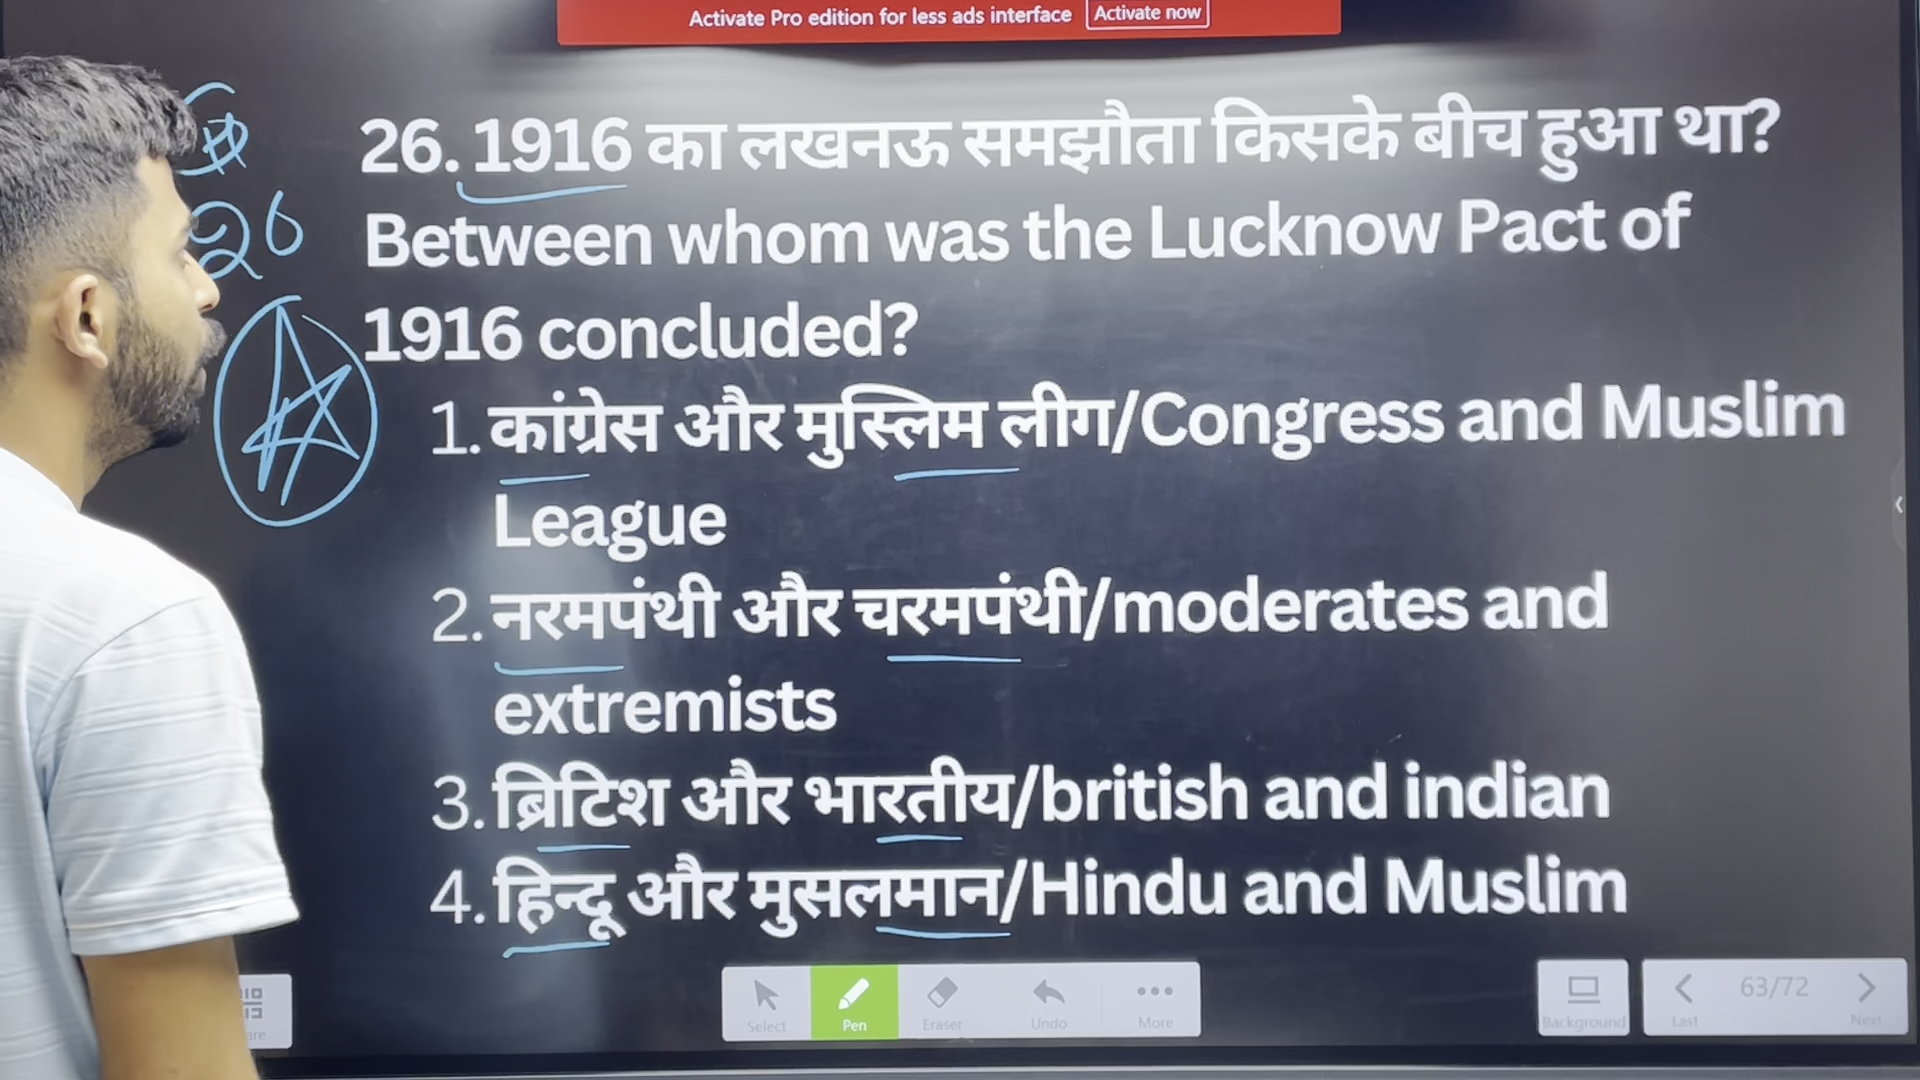 Activate Pro edition for less ads interface Activate now
26. 1916 का लखनऊ समझौता किसके बीच हुआ था?
Between whom was the Lucknow Pact of
1916 concluded?
1. कांग्रेस और मुस्लिम लीग/Congress and Muslim
League
2. नरमपंथी और चरमपंथी/moderates and
extremists
3. ब्रिटिश और भारतीय/british and indian
4. हिन्दू और मुसलमान/Hindu and Muslim
26
Select Pen Eraser Undo More
Background
Last 63/72 Next